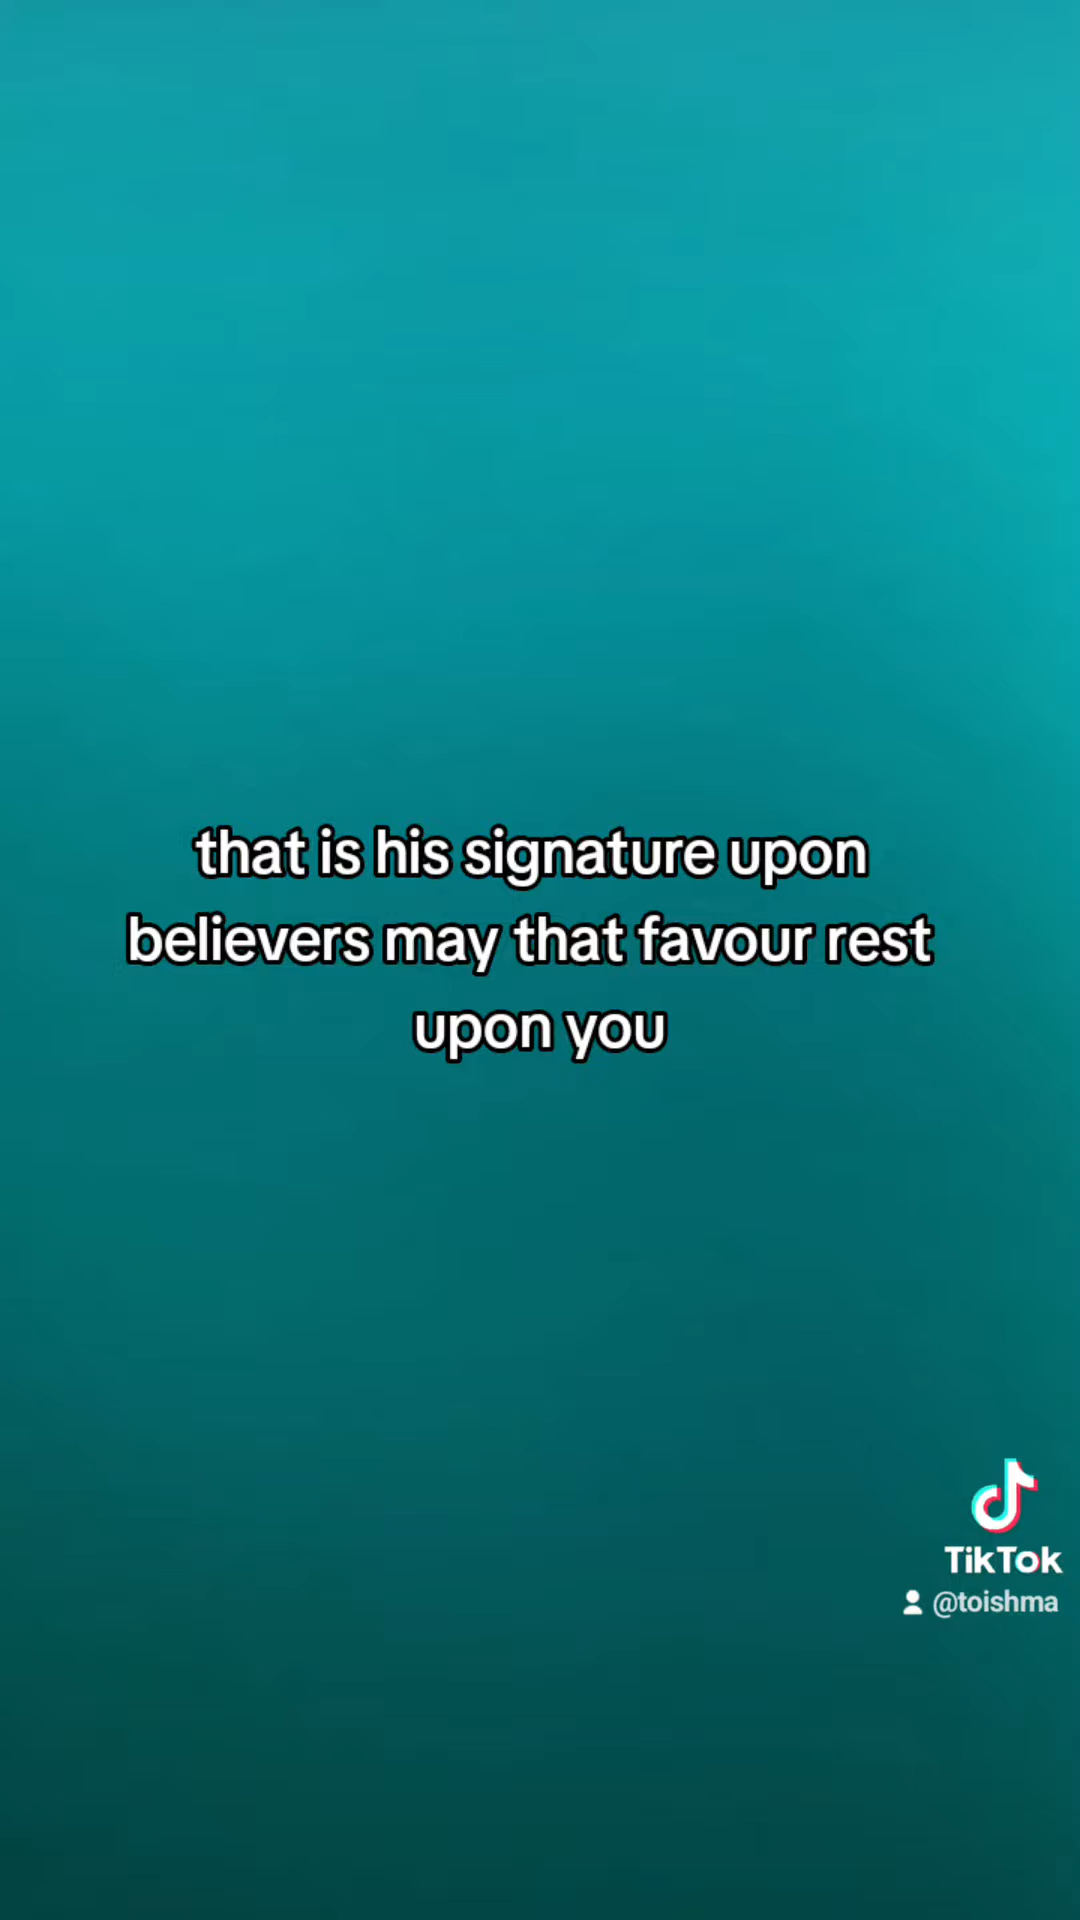 that is his signature upon
believers may that favour rest
upon you
TikTok
@toishma